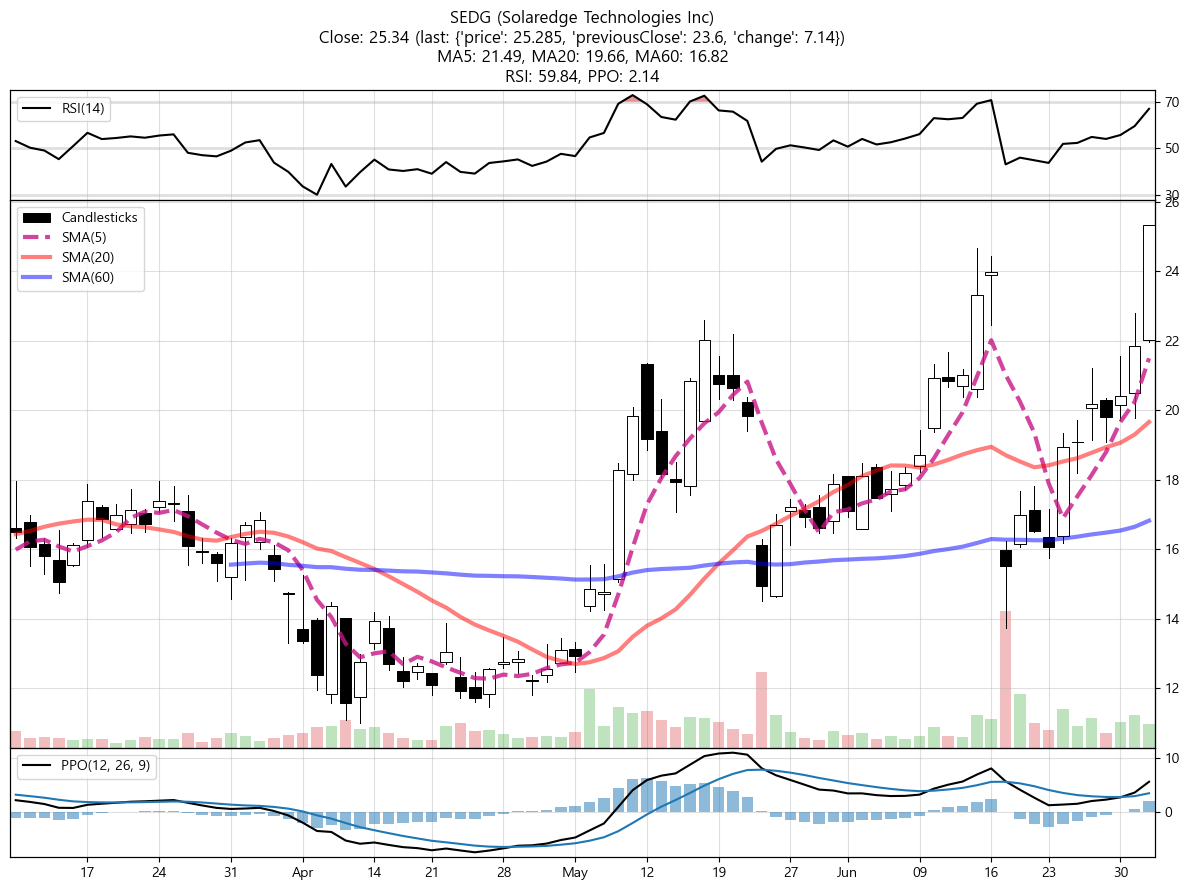 SEDG (Solaredge Technologies Inc)
Close: 25.34 (last: {'price': 25.285, 'previousClose': 23.6, 'change': 7.14})
MA5: 21.49, MA20: 19.66, MA60: 16.82
RSI: 59.84, PPO: 2.14
RSI(14)
70
50
30
26
Candlesticks
SMA(5)
SMA(20)
SMA(60)
24
22
20
18
16
14
12
PPO(12, 26, 9)
10
0
17 24 31 Apr 14 21 28 May 12 19 27 Jun 09 16 23 30